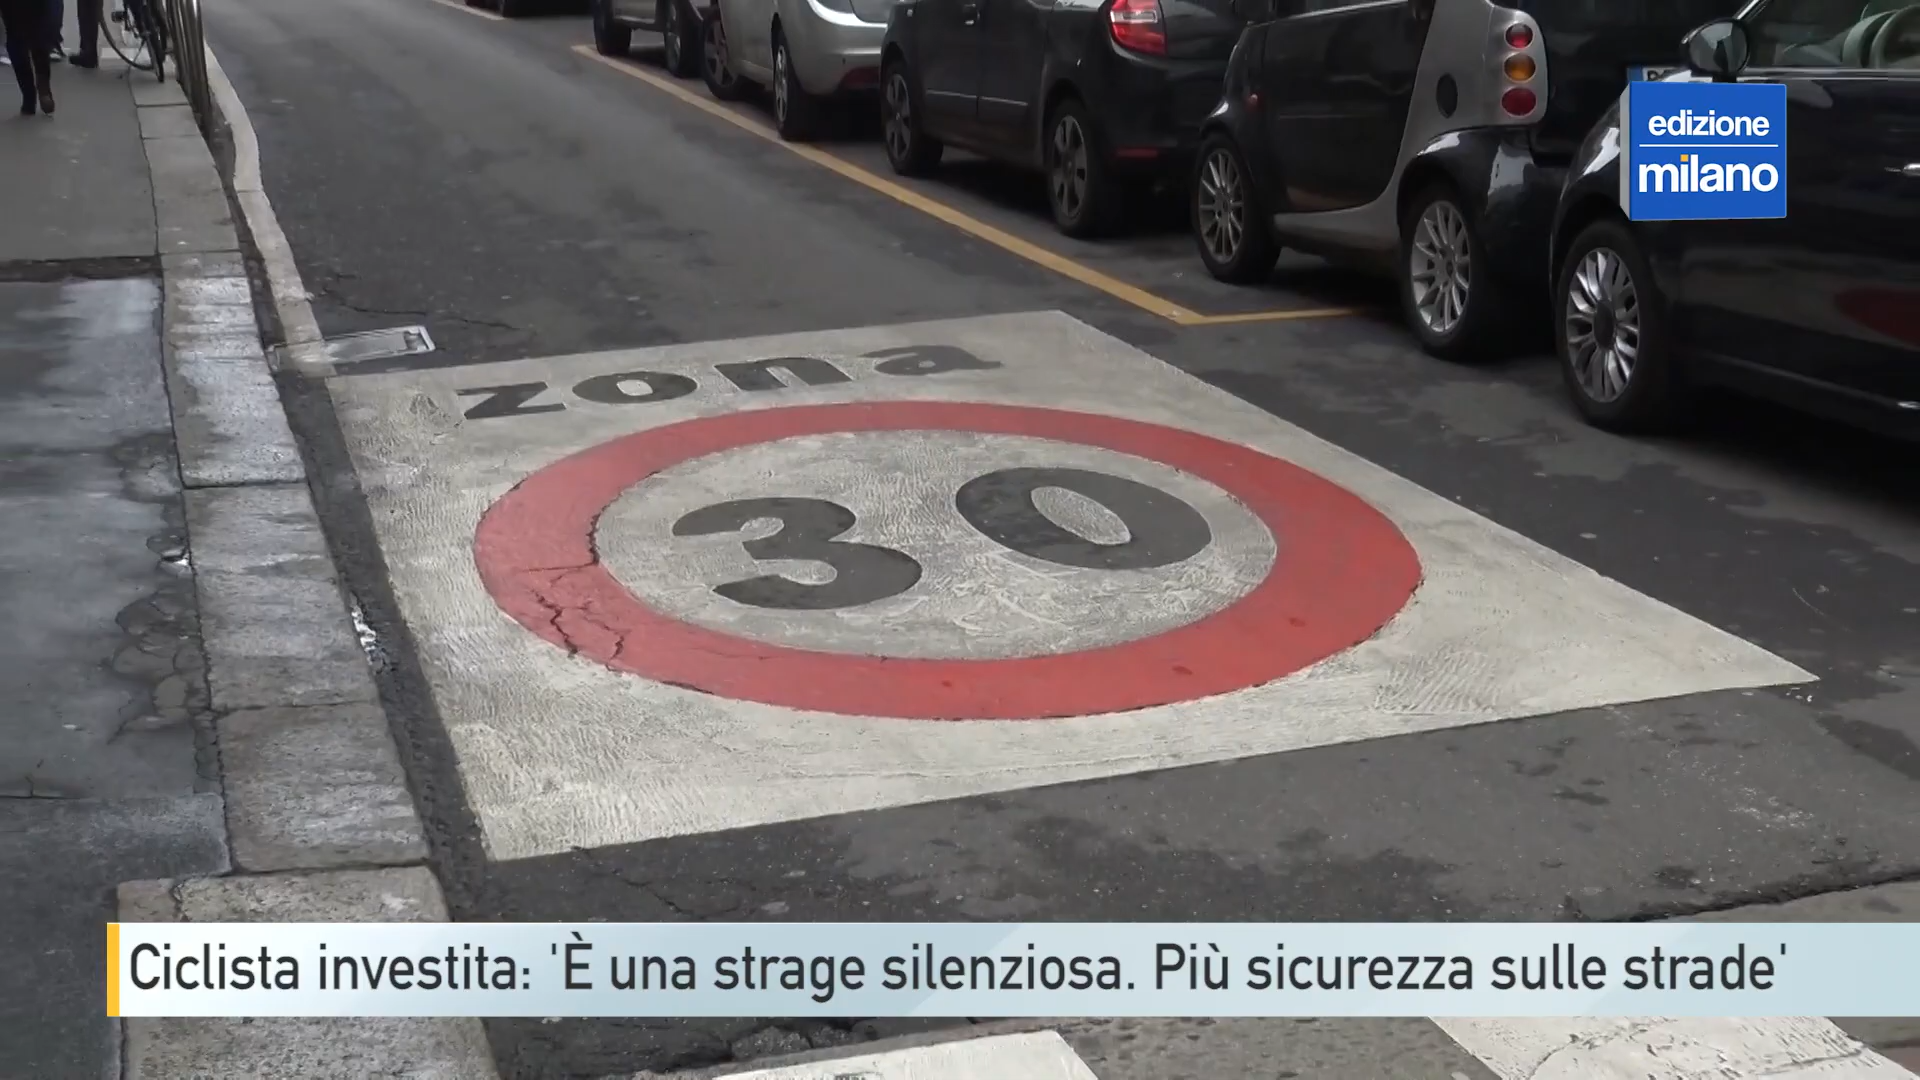 edizione
milano
zona
30
Ciclista investita: 'È una strage silenziosa. Più sicurezza sulle strade'